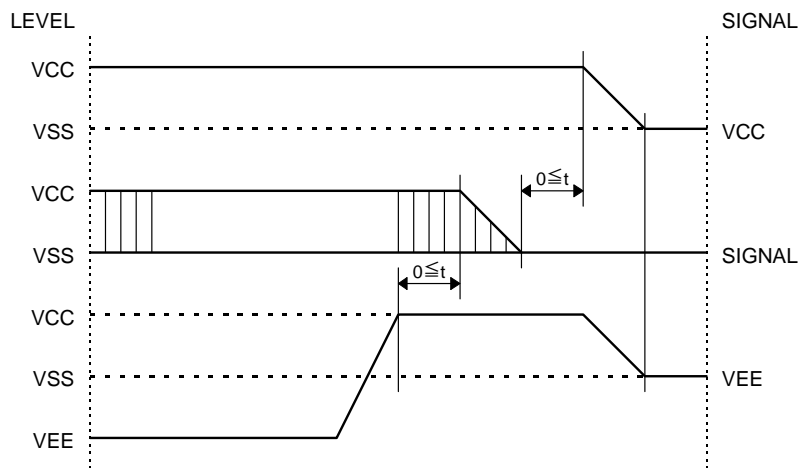 LEVEL SIGNAL
VCC
VSS VCC
VCC 0≦t
VSS SIGNAL
0≦t
VCC
VSS VEE
VEE